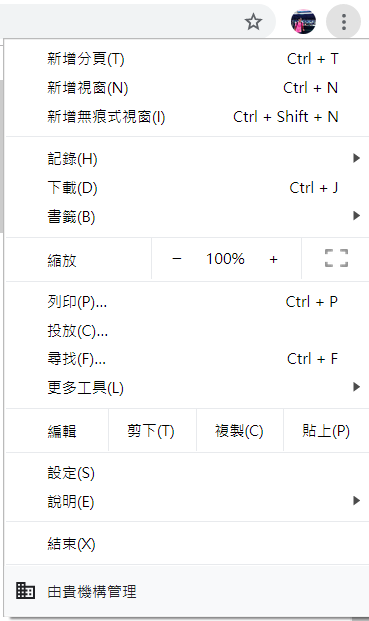 新增分頁(T) Ctrl + T
新增視窗(N) Ctrl + N
新增無痕式視窗(I) Ctrl + Shift + N
記錄(H)
下載(D) Ctrl + J
書籤(B)
縮放 − 100% +
列印(P)... Ctrl + P
投放(C)...
尋找(F)... Ctrl + F
更多工具(L)
編輯 剪下(T) 複製(C) 貼上(P)
設定(S)
說明(E)
結束(X)
由貴機構管理